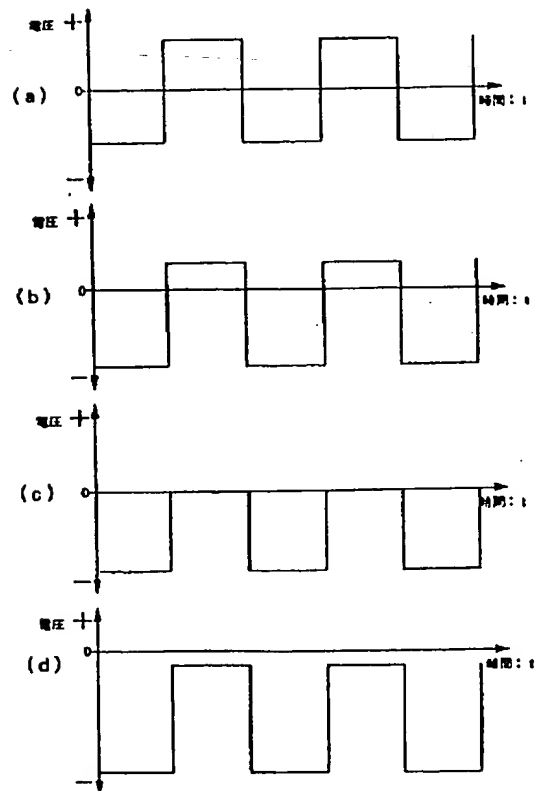 電圧 +
(a) 0 時間：t
−
電圧 +
(b) 0 時間：t
−
電圧 +
(c) 0 時間：t
−
電圧 +
(d) 0 時間：t
−